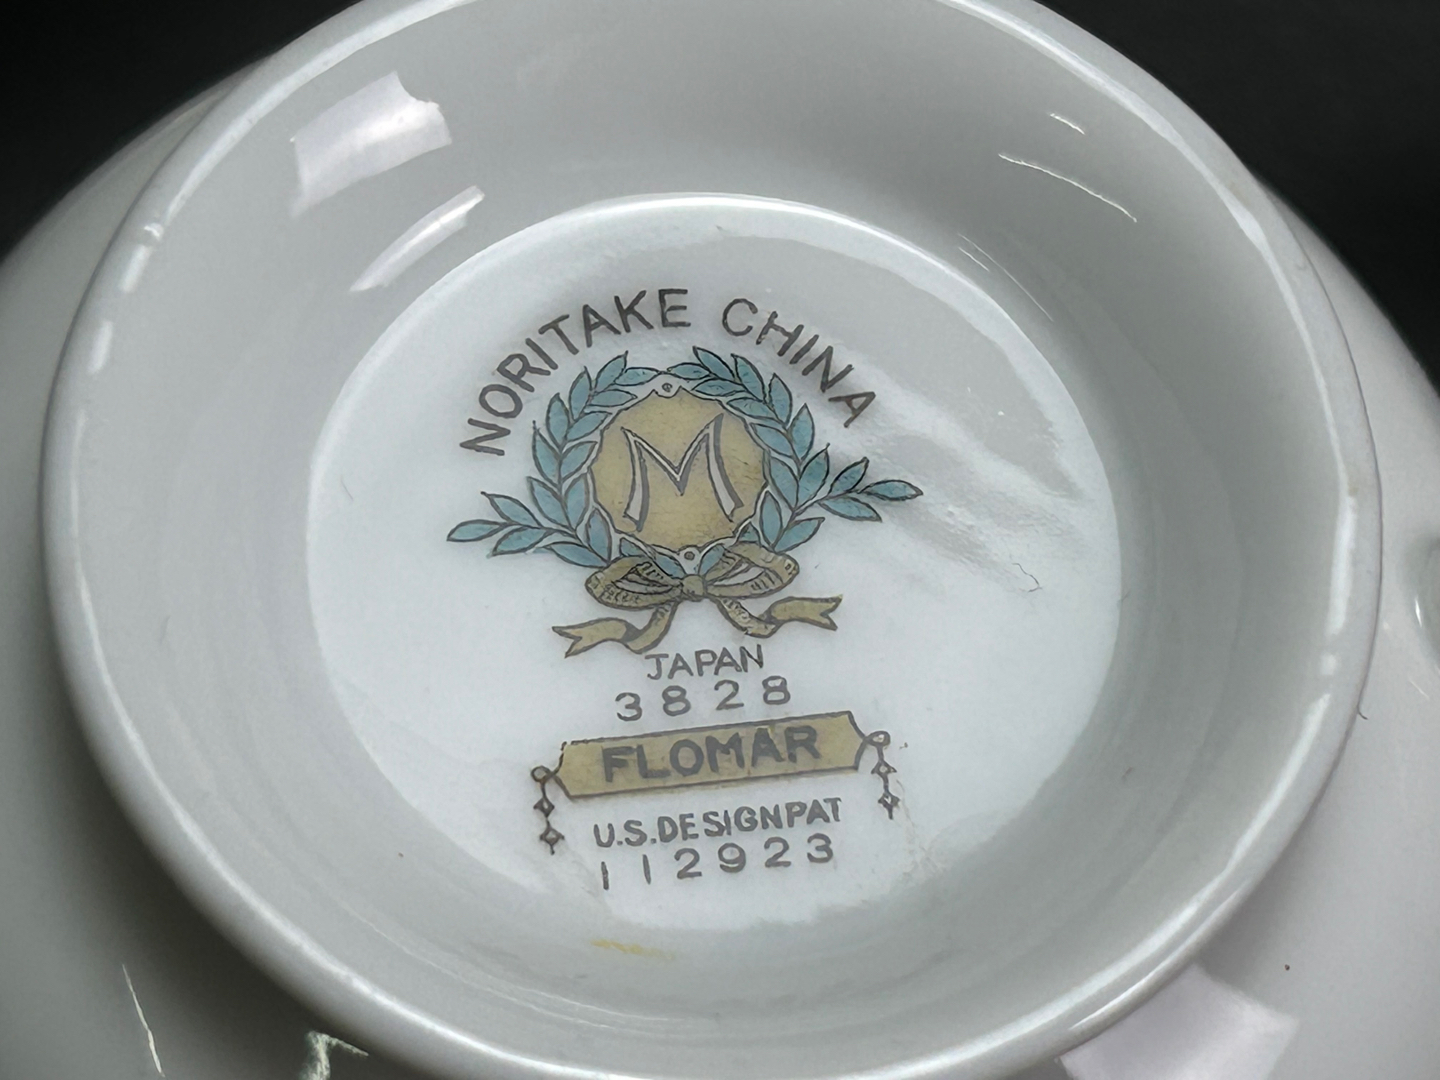 NORITAKE CHINA
M
JAPAN
3828
FLOMAR
U.S.DESIGNPAT
112923